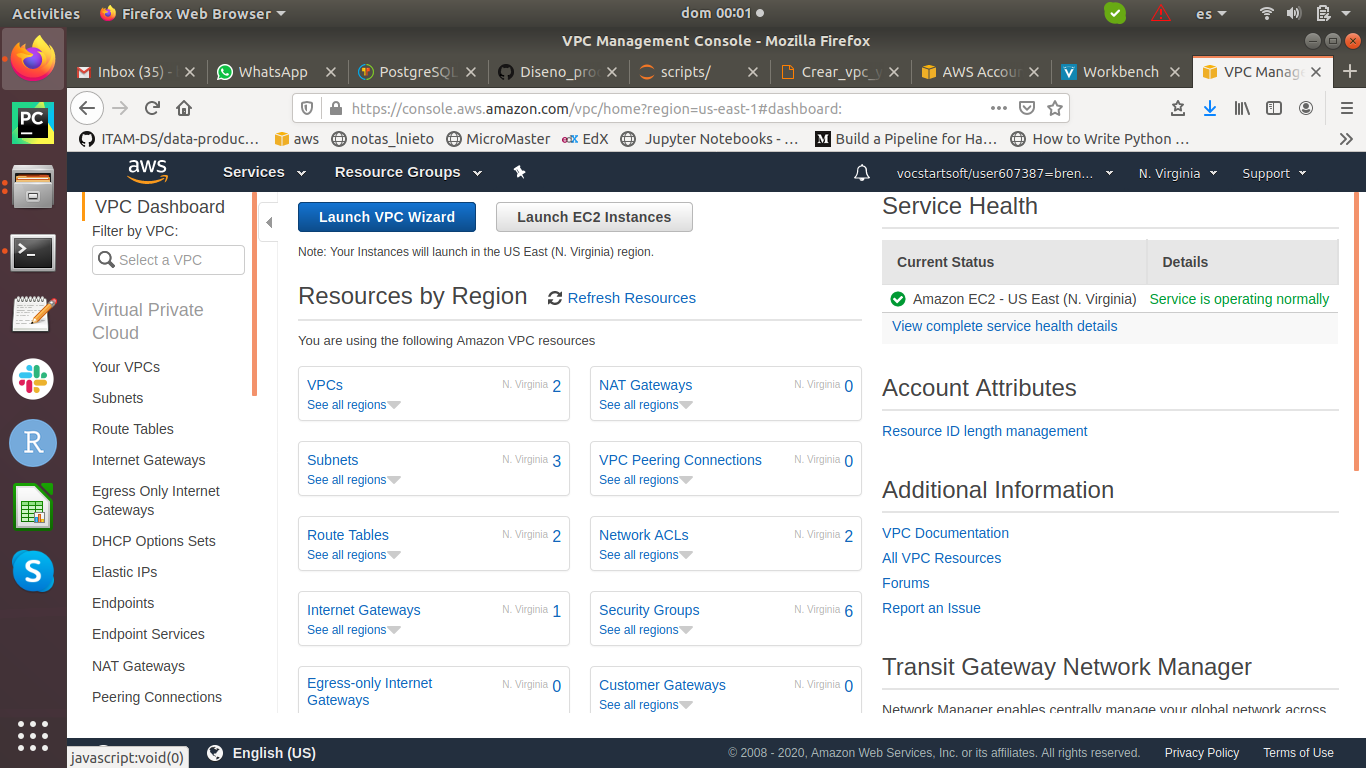 Activities Firefox Web Browser dom 00:01 es
VPC Management Console - Mozilla Firefox
Inbox (35) - WhatsApp PostgreSQL Diseno_pro scripts/ Crear_vpc_y AWS Accoun Workbench VPC Manage
https://console.aws.amazon.com/vpc/home?region=us-east-1#dashboard:
ITAM-DS/data-produc... aws notas_lnieto MicroMaster edX EdX Jupyter Notebooks - ... M Build a Pipeline for Ha... How to Write Python ...
aws Services Resource Groups vocstartsoft/user607387=bren... N. Virginia Support
VPC Dashboard
Filter by VPC:
Select a VPC
Virtual Private
Cloud
Your VPCs
Subnets
Route Tables
Internet Gateways
Egress Only Internet
Gateways
DHCP Options Sets
Elastic IPs
Endpoints
Endpoint Services
NAT Gateways
Peering Connections
Launch VPC Wizard Launch EC2 Instances
Note: Your Instances will launch in the US East (N. Virginia) region.
Resources by Region Refresh Resources
You are using the following Amazon VPC resources
VPCs N. Virginia 2
See all regions
NAT Gateways N. Virginia 0
See all regions
Subnets N. Virginia 3
See all regions
VPC Peering Connections N. Virginia 0
See all regions
Route Tables N. Virginia 2
See all regions
Network ACLs N. Virginia 2
See all regions
Internet Gateways N. Virginia 1
See all regions
Security Groups N. Virginia 6
See all regions
Egress-only Internet N. Virginia 0
Gateways
Customer Gateways N. Virginia 0
See all regions
Service Health
Current Status Details
Amazon EC2 - US East (N. Virginia) Service is operating normally
View complete service health details
Account Attributes
Resource ID length management
Additional Information
VPC Documentation
All VPC Resources
Forums
Report an Issue
Transit Gateway Network Manager
Network Manager enables centrally manage your global network across
javascript:void(0) English (US) © 2008 - 2020, Amazon Web Services, Inc. or its affiliates. All rights reserved. Privacy Policy Terms of Use
PC
R
S